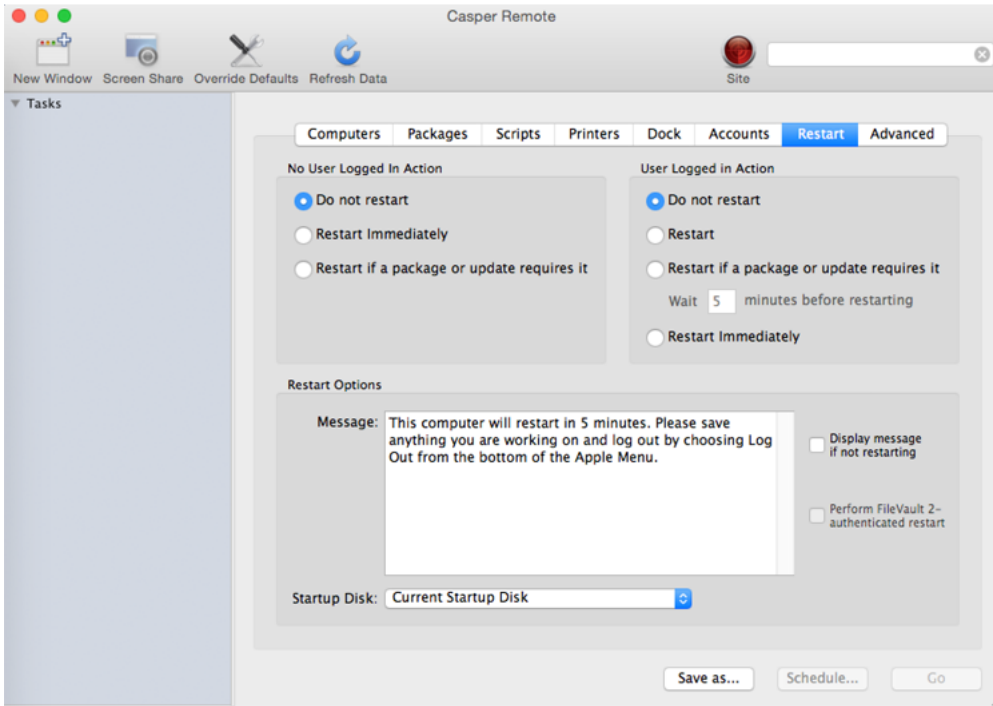 Casper Remote
New Window Screen Share Override Defaults Refresh Data Site
Tasks
Computers Packages Scripts Printers Dock Accounts Restart Advanced
No User Logged In Action
Do not restart
Restart Immediately
Restart if a package or update requires it
User Logged in Action
Do not restart
Restart
Restart if a package or update requires it
Wait 5 minutes before restarting
Restart Immediately
Restart Options
Message:
This computer will restart in 5 minutes. Please save
anything you are working on and log out by choosing Log
Out from the bottom of the Apple Menu.
Display message
if not restarting
Perform FileVault 2-
authenticated restart
Startup Disk: Current Startup Disk
Save as... Schedule... Go